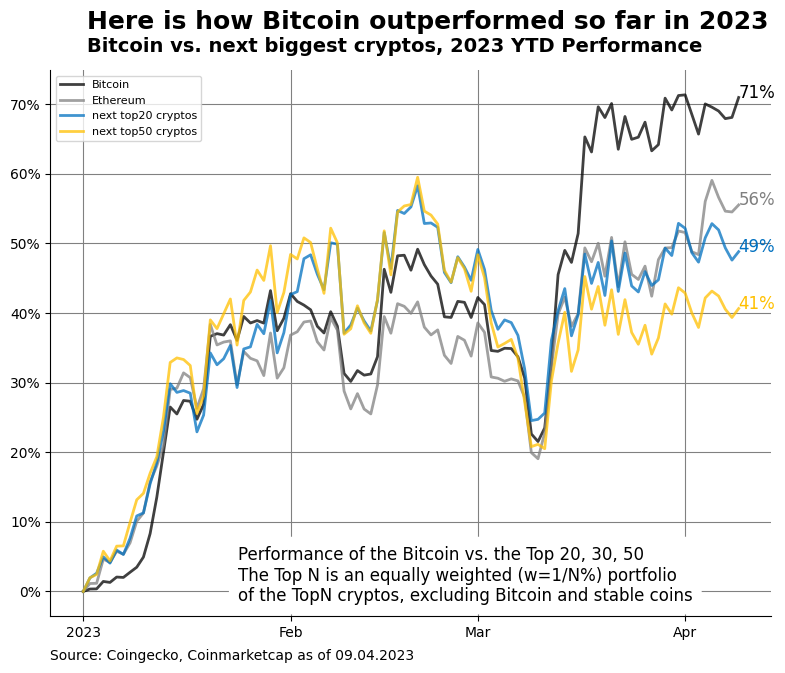 Here is how Bitcoin outperformed so far in 2023
Bitcoin vs. next biggest cryptos, 2023 YTD Performance
Bitcoin
Ethereum
next top20 cryptos
next top50 cryptos
70%
60%
50%
40%
30%
20%
10%
0%
71%
56%
49%
41%
Performance of the Bitcoin vs. the Top 20, 30, 50
The Top N is an equally weighted (w=1/N%) portfolio
of the TopN cryptos, excluding Bitcoin and stable coins
2023 Feb Mar Apr
Source: Coingecko, Coinmarketcap as of 09.04.2023